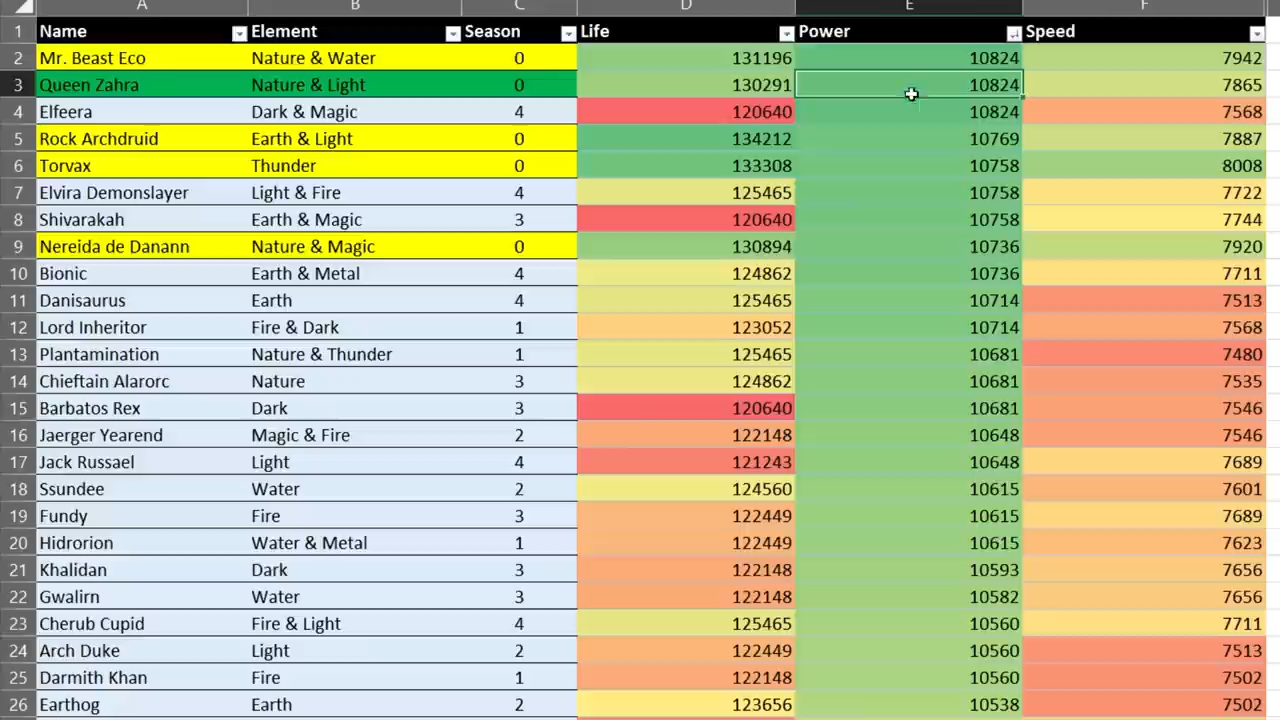 A B C D E F
1 Name Element Season Life Power Speed
2 Mr. Beast Eco Nature & Water 0 131196 10824 7942
3 Queen Zahra Nature & Light 0 130291 10824 7865
4 Elfeera Dark & Magic 4 120640 10824 7568
5 Rock Archdruid Earth & Light 0 134212 10769 7887
6 Torvax Thunder 0 133308 10758 8008
7 Elvira Demonslayer Light & Fire 4 125465 10758 7722
8 Shivarakah Earth & Magic 3 120640 10758 7744
9 Nereida de Danann Nature & Magic 0 130894 10736 7920
10 Bionic Earth & Metal 4 124862 10736 7711
11 Danisaurus Earth 4 125465 10714 7513
12 Lord Inheritor Fire & Dark 1 123052 10714 7568
13 Plantamination Nature & Thunder 1 125465 10681 7480
14 Chieftain Alarorc Nature 3 124862 10681 7535
15 Barbatos Rex Dark 3 120640 10681 7546
16 Jaerger Yearend Magic & Fire 2 122148 10648 7546
17 Jack Russael Light 4 121243 10648 7689
18 Ssundee Water 2 124560 10615 7601
19 Fundy Fire 3 122449 10615 7689
20 Hidrorion Water & Metal 1 122449 10615 7623
21 Khalidan Dark 3 122148 10593 7656
22 Gwalirn Water 3 122148 10582 7656
23 Cherub Cupid Fire & Light 4 125465 10560 7711
24 Arch Duke Light 2 122449 10560 7513
25 Darmith Khan Fire 1 122148 10560 7502
26 Earthog Earth 2 123656 10538 7502